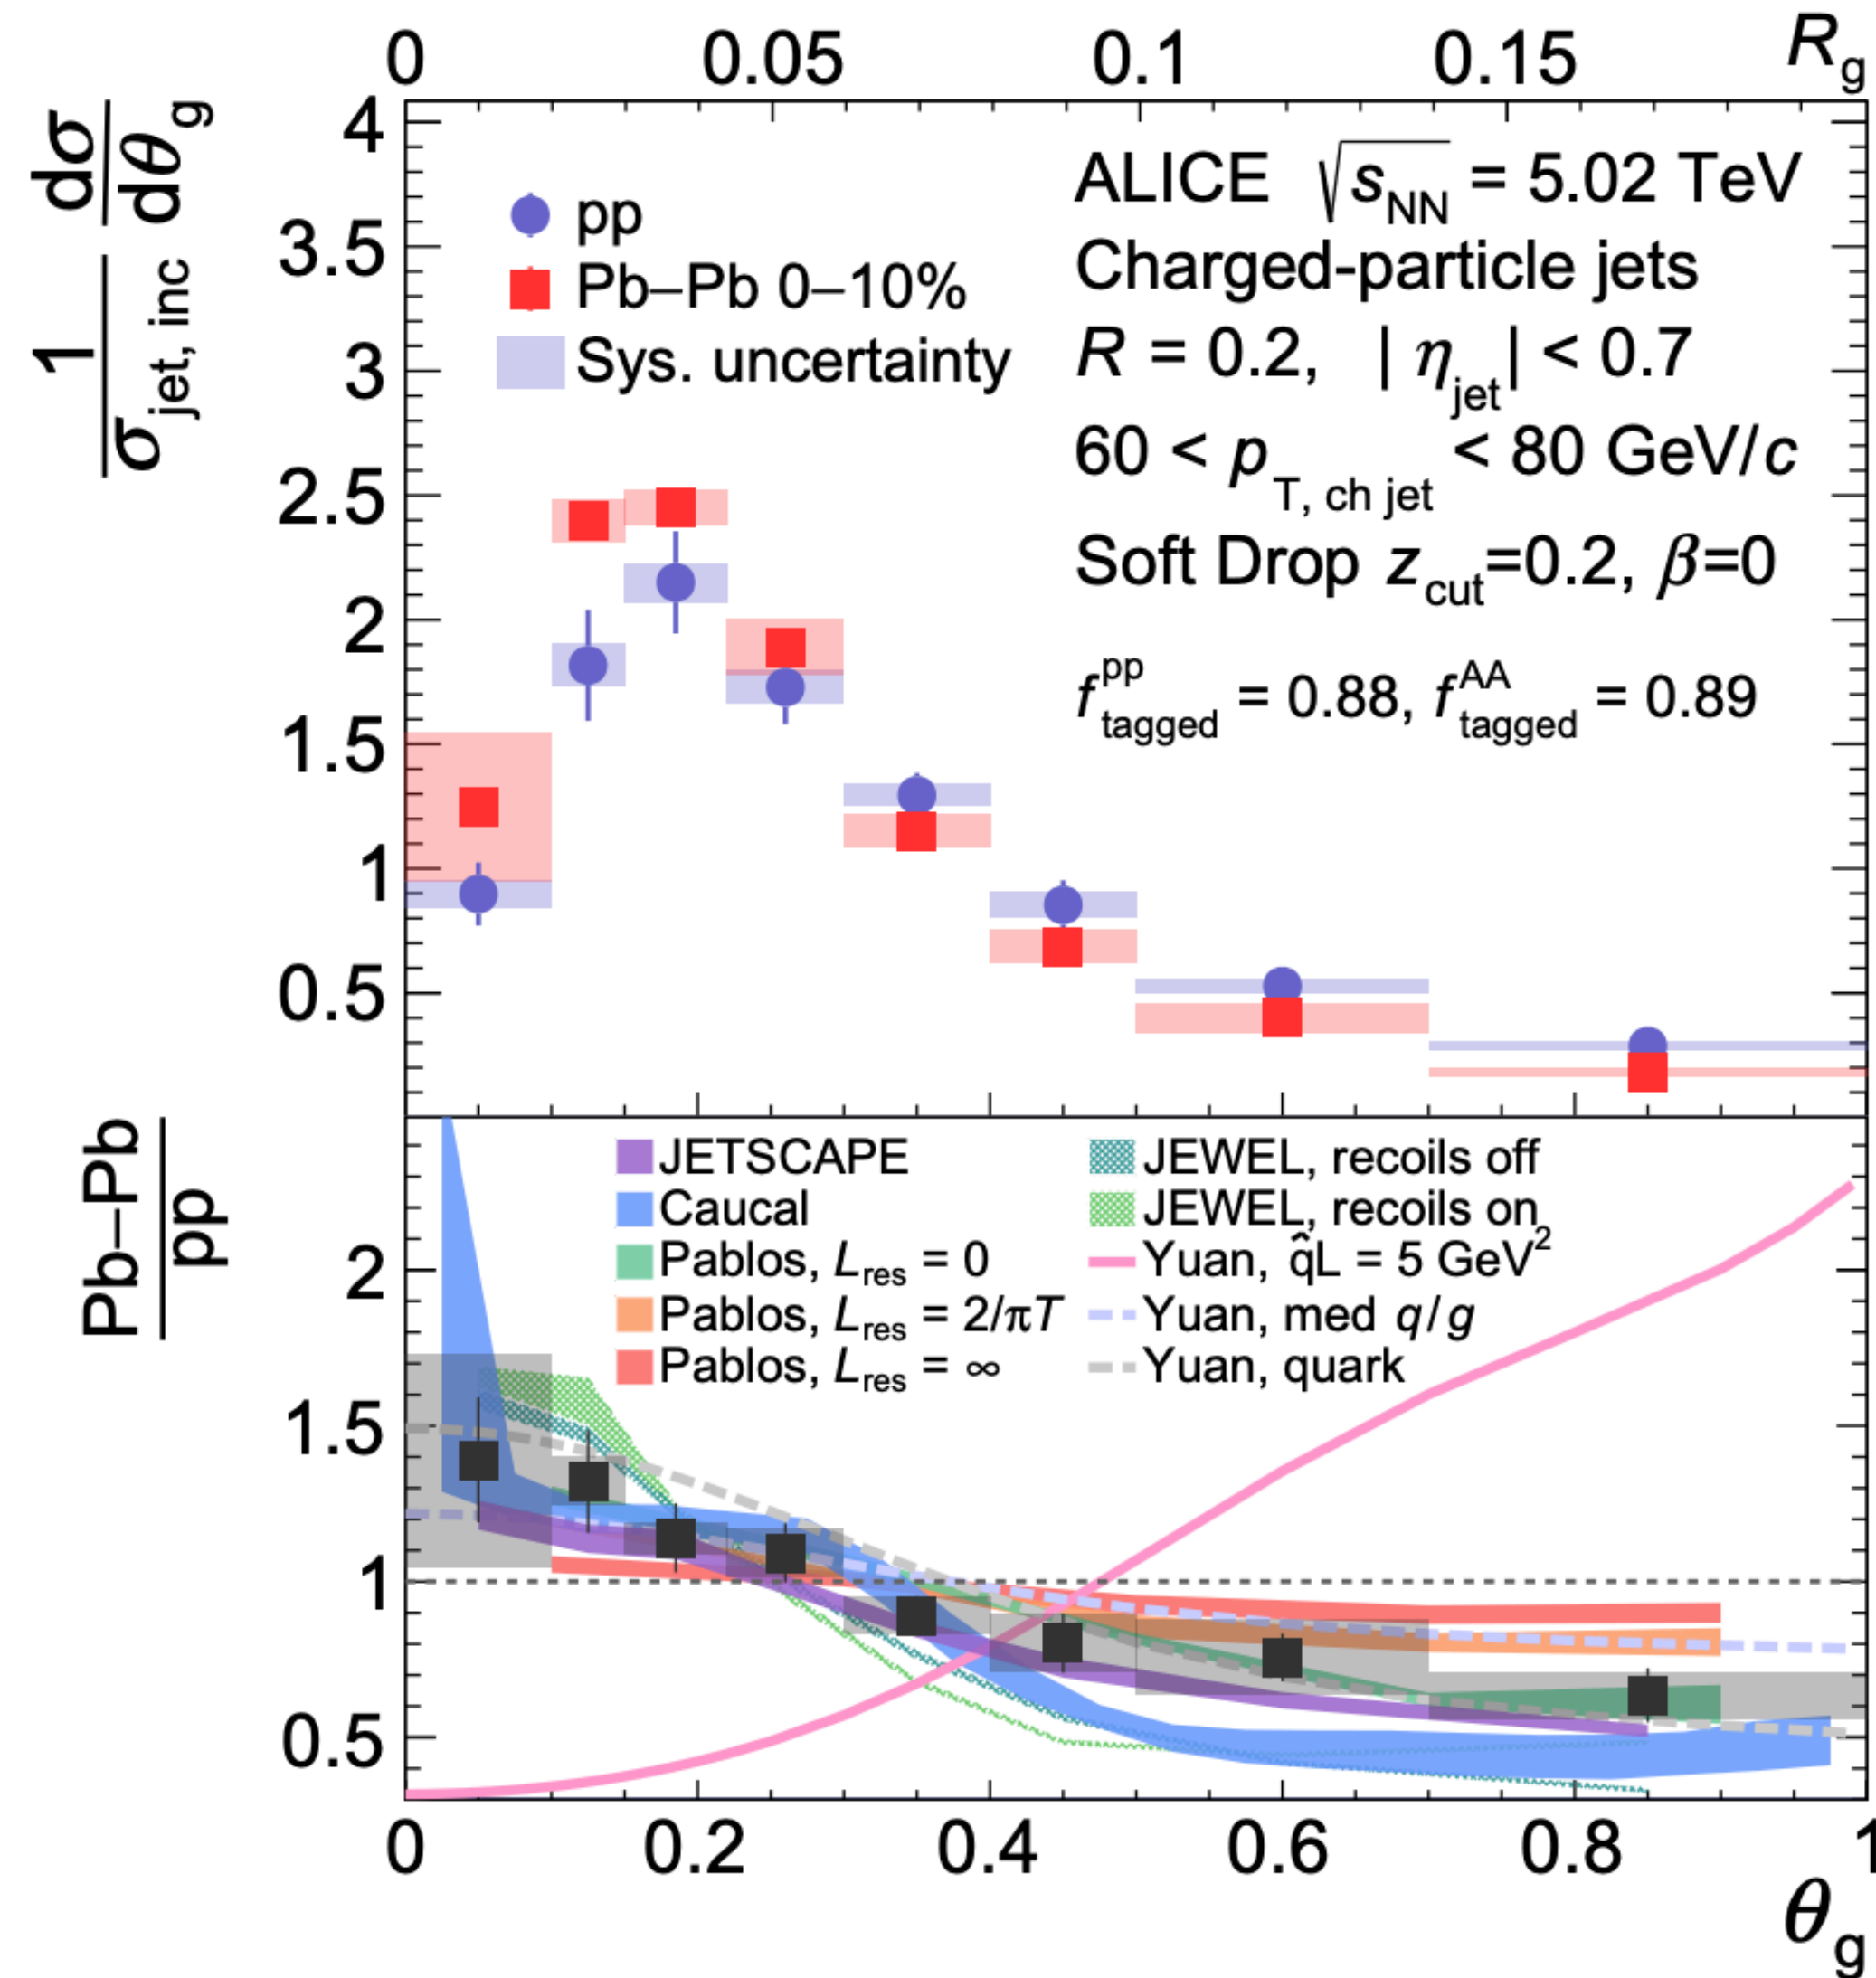 0 0.05 0.1 0.15 R_g
1/σ_jet, inc dσ/dθ_g
4
3.5
3
2.5
2
1.5
1
0.5
pp
Pb–Pb 0–10%
Sys. uncertainty
ALICE √s_NN = 5.02 TeV
Charged-particle jets
R = 0.2, | η_jet | < 0.7
60 < p_T, ch jet < 80 GeV/c
Soft Drop z_cut=0.2, β=0
f_tagged^pp = 0.88, f_tagged^AA = 0.89
Pb–Pb/pp
2
1.5
1
0.5
JETSCAPE
Caucal
Pablos, L_res = 0
Pablos, L_res = 2/πT
Pablos, L_res = ∞
JEWEL, recoils off
JEWEL, recoils on
Yuan, q̂L = 5 GeV²
Yuan, med q/g
Yuan, quark
0 0.2 0.4 0.6 0.8 1
θ_g